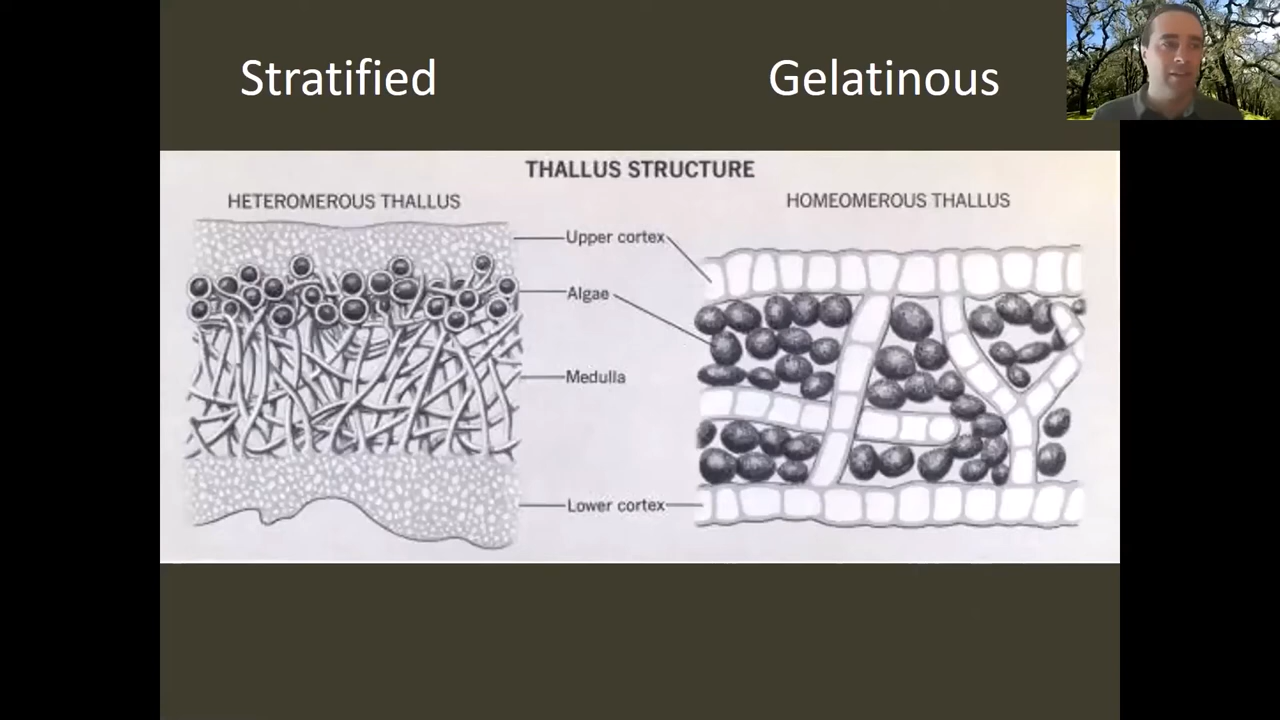 Stratified
Gelatinous
THALLUS STRUCTURE
HETEROMEROUS THALLUS
HOMEOMEROUS THALLUS
Upper cortex
Algae
Medulla
Lower cortex